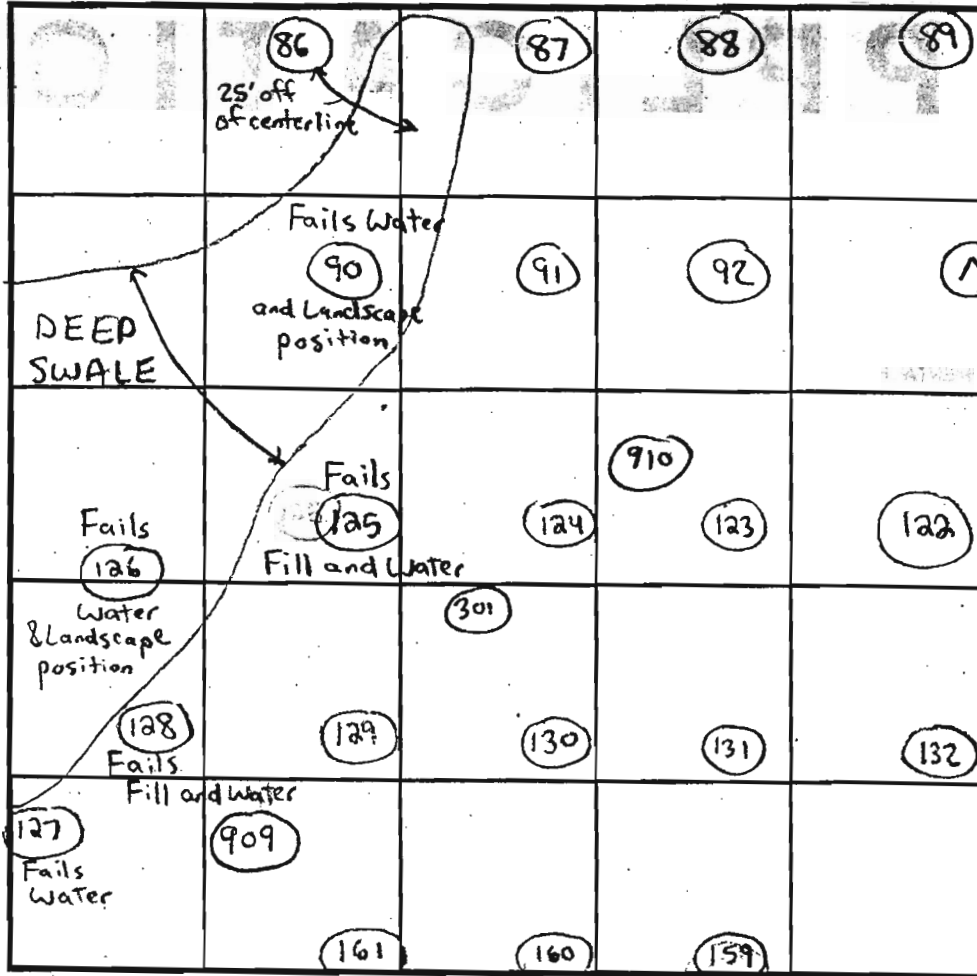 86 87 88 89
25' off
of centerline
Fails Water
90 91 92
and Landscape
position
DEEP
SWALE
910
Fails
125 124 123 122
Fails
126
Fill and Water
Water
& Landscape
position
301
128 129 130 131 132
Fails
Fill and Water
127 909
Fails
Water
161 160 159